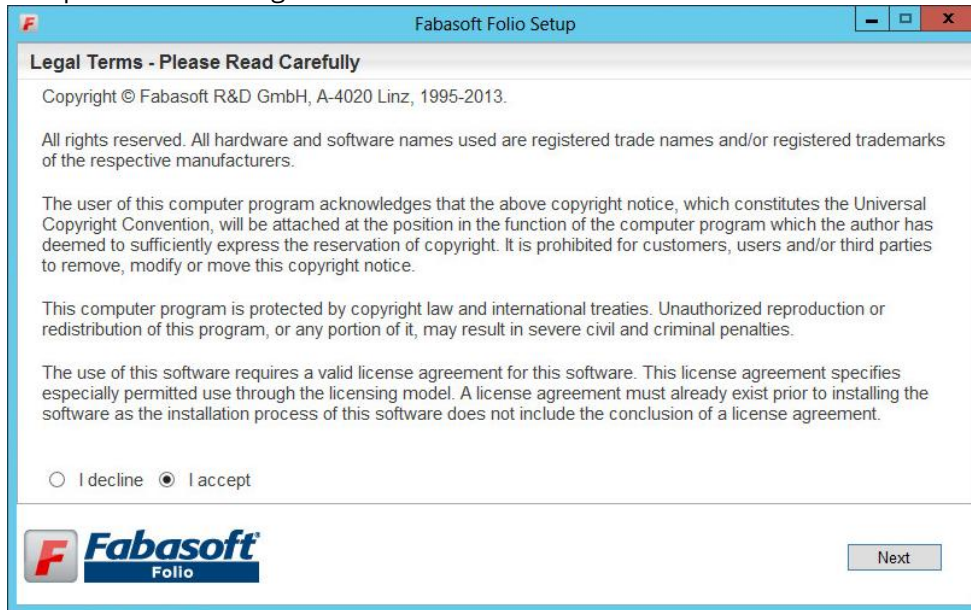 Fabasoft Folio Setup
Legal Terms - Please Read Carefully
Copyright © Fabasoft R&D GmbH, A-4020 Linz, 1995-2013.
All rights reserved. All hardware and software names used are registered trade names and/or registered trademarks
of the respective manufacturers.
The user of this computer program acknowledges that the above copyright notice, which constitutes the Universal
Copyright Convention, will be attached at the position in the function of the computer program which the author has
deemed to sufficiently express the reservation of copyright. It is prohibited for customers, users and/or third parties
to remove, modify or move this copyright notice.
This computer program is protected by copyright law and international treaties. Unauthorized reproduction or
redistribution of this program, or any portion of it, may result in severe civil and criminal penalties.
The use of this software requires a valid license agreement for this software. This license agreement specifies
especially permitted use through the licensing model. A license agreement must already exist prior to installing the
software as the installation process of this software does not include the conclusion of a license agreement.
I decline I accept
F Fabasoft
Folio
Next